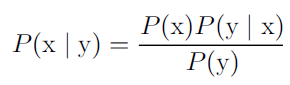 P(x | y) = P(x)P(y | x) / P(y)